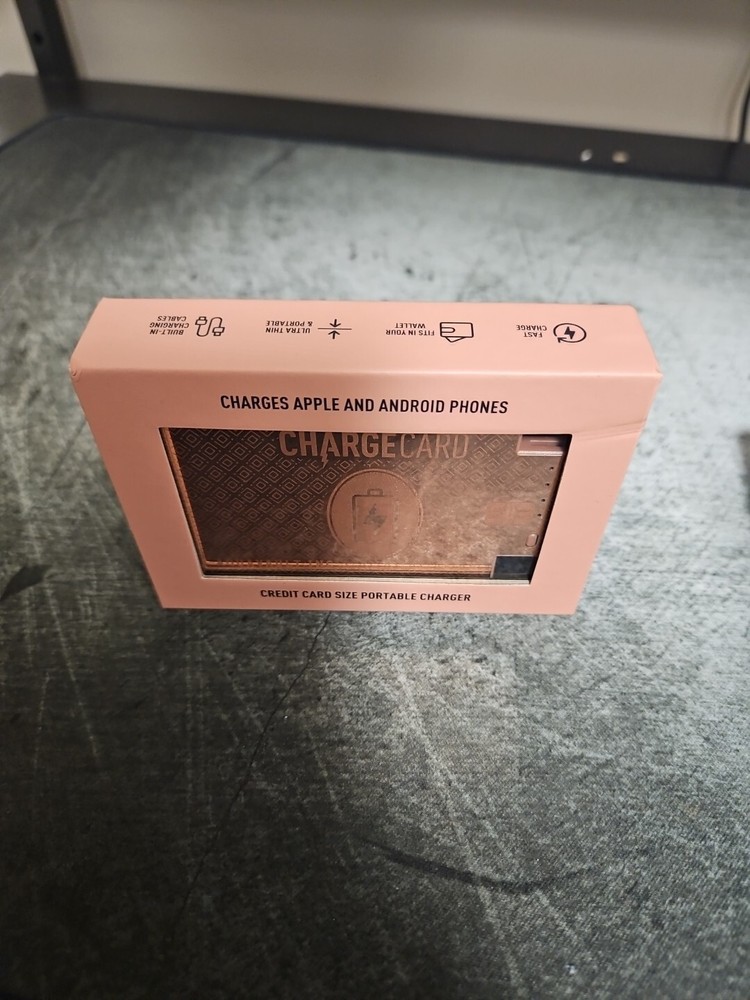 BUILT-IN
CHARGING
CABLES
ULTRA THIN
& PORTABLE
FITS IN YOUR
WALLET
FAST
CHARGE
CHARGES APPLE AND ANDROID PHONES
CHARGECARD
CREDIT CARD SIZE PORTABLE CHARGER